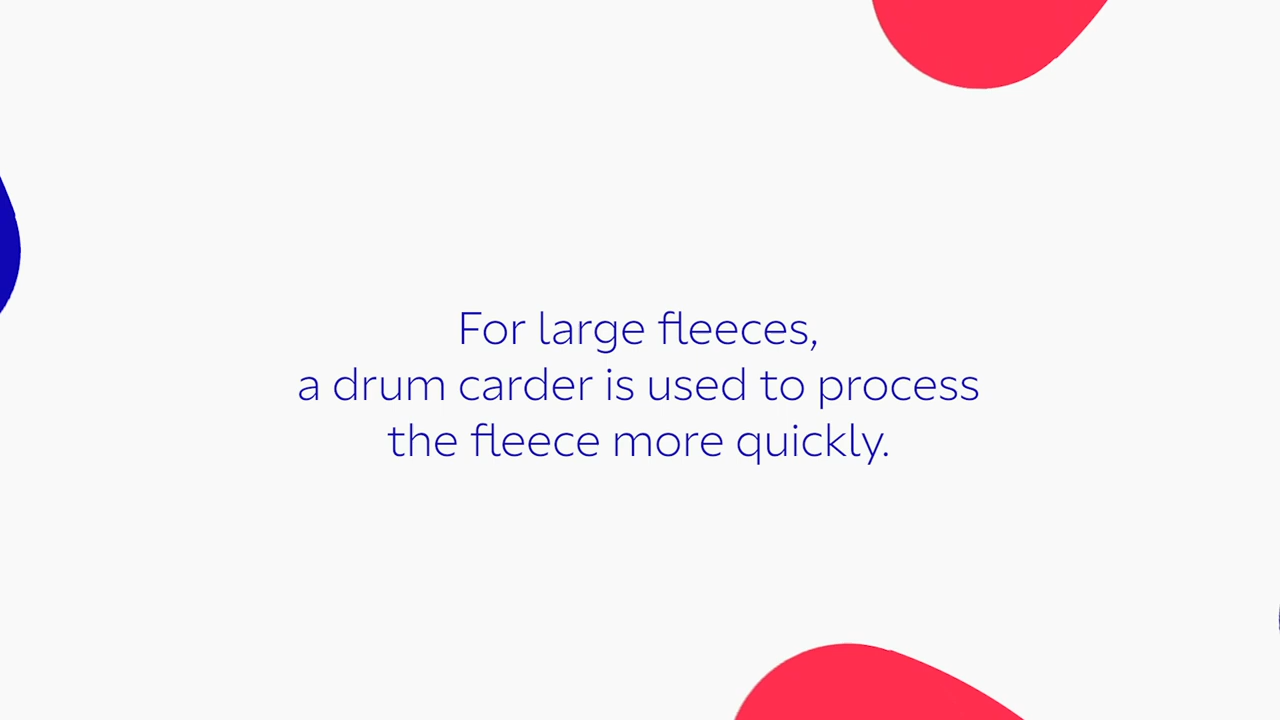 For large fleeces,
a drum carder is used to process
the fleece more quickly.